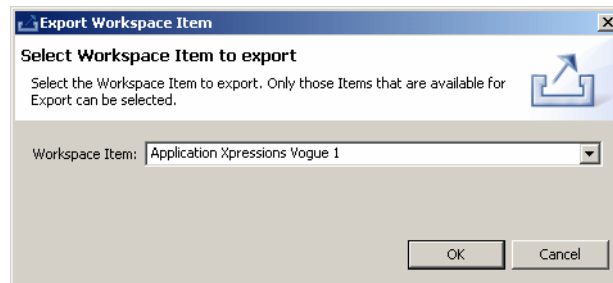 Export Workspace Item
Select Workspace Item to export
Select the Workspace Item to export. Only those Items that are available for
Export can be selected.
Workspace Item: Application Xpressions Vogue 1
OK Cancel